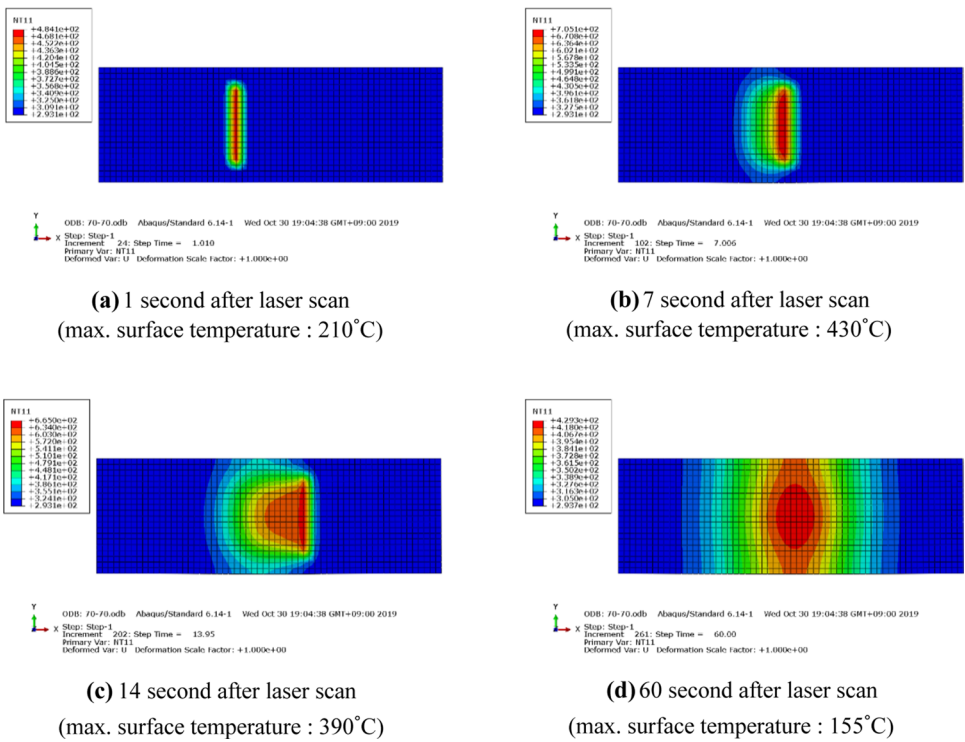 NT11
+4.841e+02
+4.681e+02
+4.522e+02
+4.363e+02
+4.204e+02
+4.045e+02
+3.886e+02
+3.727e+02
+3.568e+02
+3.409e+02
+3.250e+02
+3.091e+02
+2.931e+02
Y
X
ODB: 70-70.odb Abaqus/Standard 6.14-1 Wed Oct 30 19:04:38 GMT+09:00 2019
Step: Step-1
Increment 24: Step Time = 1.010
Primary Var: NT11
Deformed Var: U Deformation Scale Factor: +1.000e+00
(a) 1 second after laser scan
(max. surface temperature : 210˚C)
NT11
+7.051e+02
+6.708e+02
+6.364e+02
+6.021e+02
+5.678e+02
+5.335e+02
+4.991e+02
+4.648e+02
+4.305e+02
+3.961e+02
+3.618e+02
+3.275e+02
+2.931e+02
Y
X
ODB: 70-70.odb Abaqus/Standard 6.14-1 Wed Oct 30 19:04:38 GMT+09:00 2019
Step: Step-1
Increment 102: Step Time = 7.006
Primary Var: NT11
Deformed Var: U Deformation Scale Factor: +1.000e+00
(b) 7 second after laser scan
(max. surface temperature : 430˚C)
NT11
+6.650e+02
+6.340e+02
+6.030e+02
+5.720e+02
+5.411e+02
+5.101e+02
+4.791e+02
+4.481e+02
+4.171e+02
+3.861e+02
+3.551e+02
+3.241e+02
+2.931e+02
Y
X
ODB: 70-70.odb Abaqus/Standard 6.14-1 Wed Oct 30 19:04:38 GMT+09:00 2019
Step: Step-1
Increment 202: Step Time = 13.95
Primary Var: NT11
Deformed Var: U Deformation Scale Factor: +1.000e+00
(c) 14 second after laser scan
(max. surface temperature : 390˚C)
NT11
+4.293e+02
+4.180e+02
+4.067e+02
+3.954e+02
+3.841e+02
+3.728e+02
+3.615e+02
+3.502e+02
+3.389e+02
+3.276e+02
+3.163e+02
+3.050e+02
+2.937e+02
Y
X
ODB: 70-70.odb Abaqus/Standard 6.14-1 Wed Oct 30 19:04:38 GMT+09:00 2019
Step: Step-1
Increment 261: Step Time = 60.00
Primary Var: NT11
Deformed Var: U Deformation Scale Factor: +1.000e+00
(d) 60 second after laser scan
(max. surface temperature : 155˚C)